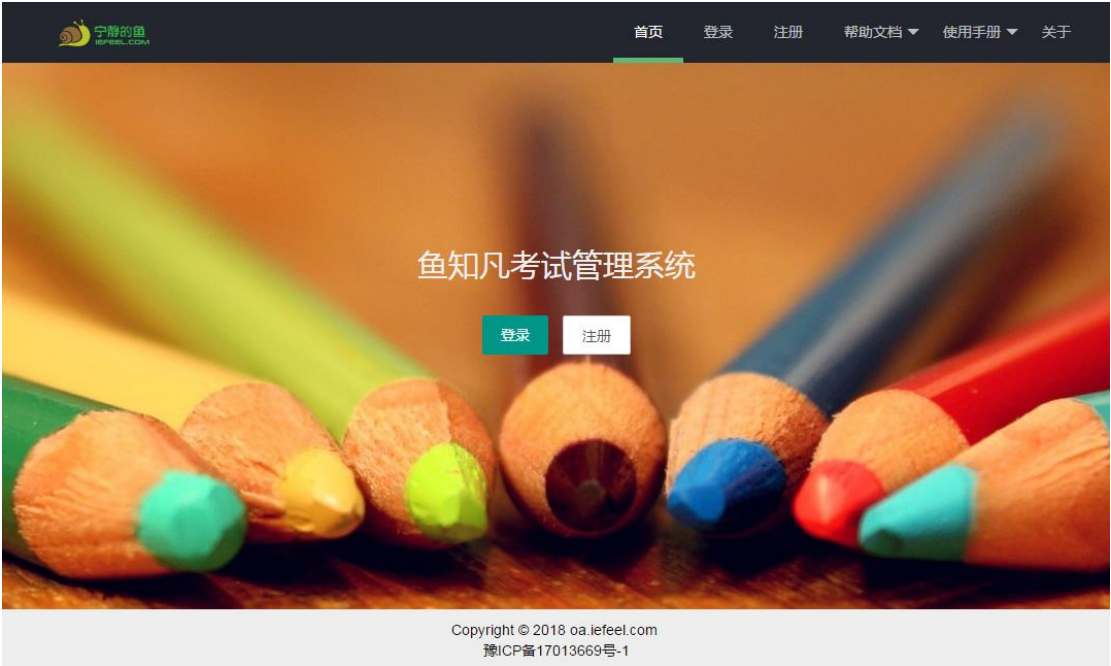 宁静的鱼
IEFEEL.COM
首页 登录 注册 帮助文档 使用手册 关于
鱼知凡考试管理系统
登录 注册
Copyright © 2018 oa.iefeel.com
豫ICP备17013669号-1